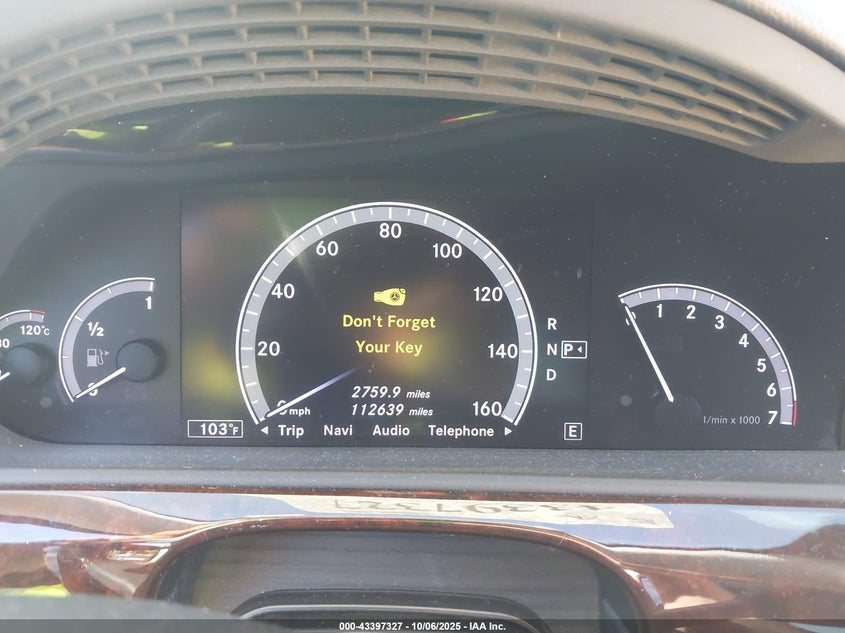 80
60 100
40 120
20 140
0 mph 160
Don't Forget
Your Key
2759.9 miles
112639 miles
103°F
Trip Navi Audio Telephone
R
N P
D
E
120°C
1
1/2
1 2 3 4 5 6 7
1/min x 1000
000-43397327 - 10/06/2025 - IAA Inc.